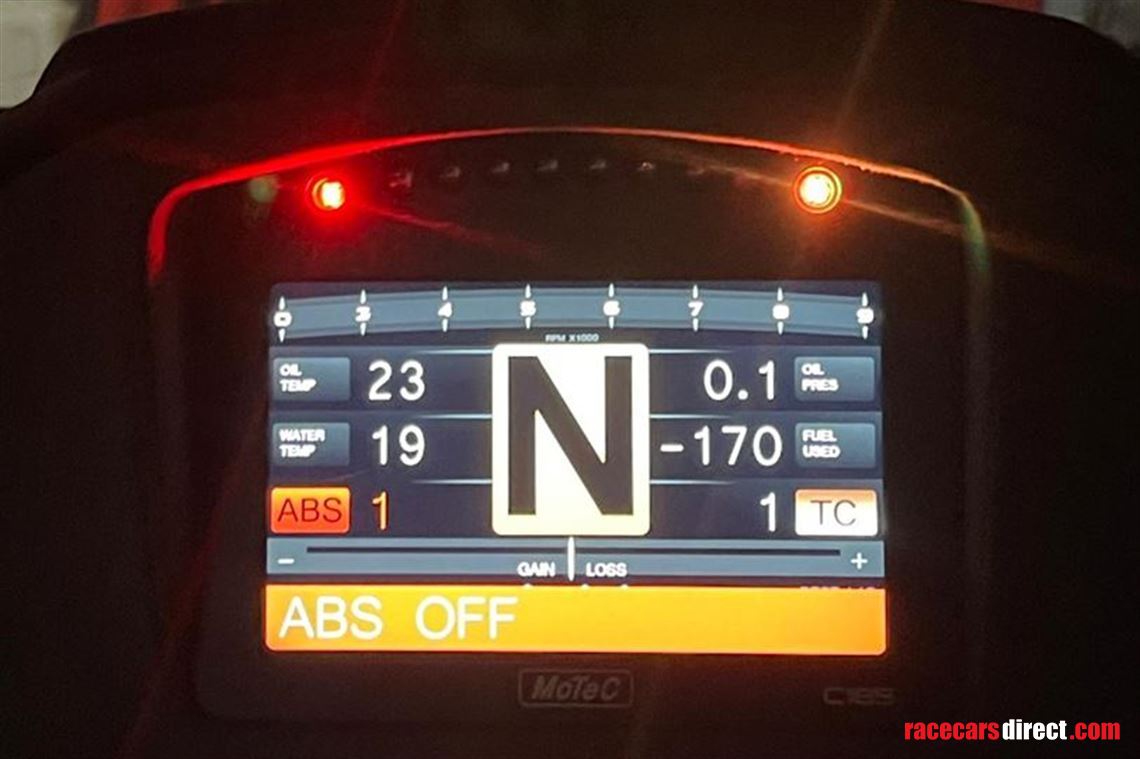 0 3 4 5 6 7 8 9
RPM X1000
OIL TEMP 23 N 0.1 OIL PRES
WATER TEMP 19 -170 FUEL USED
ABS 1 1 TC
- GAIN LOSS +
ABS OFF
MoTeC
C185
racecarsdirect.com